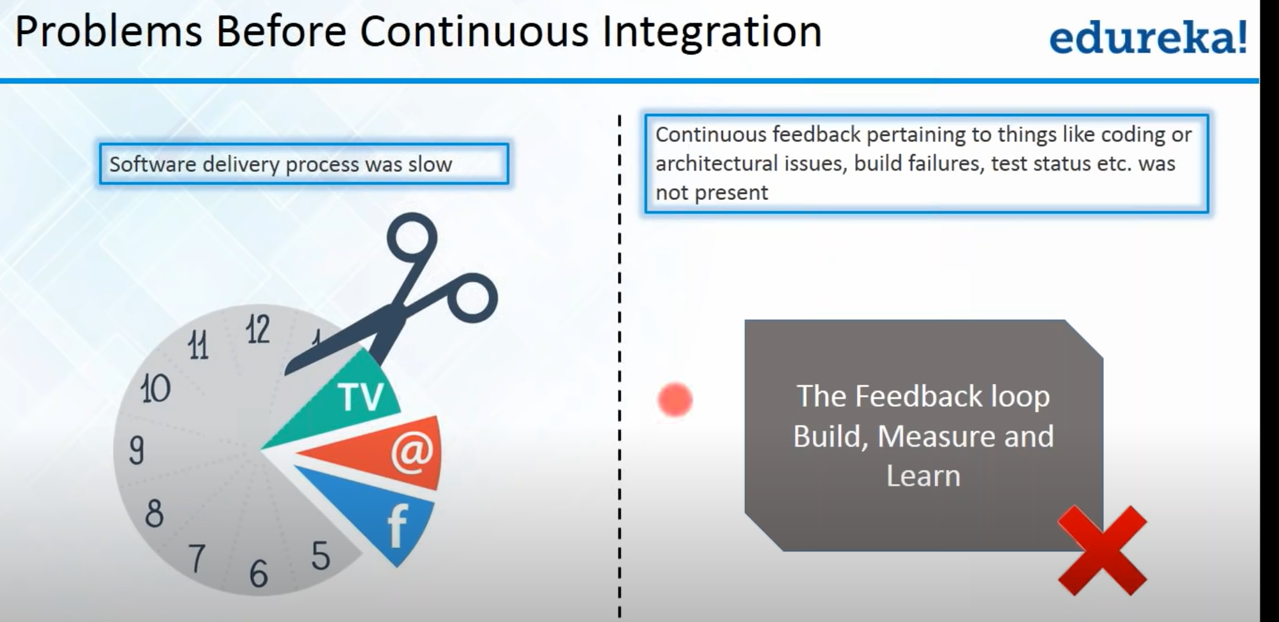 Problems Before Continuous Integration
edureka!
Software delivery process was slow
Continuous feedback pertaining to things like coding or
architectural issues, build failures, test status etc. was
not present
12
11
1
10
9
8
7
6
5
TV
@
f
The Feedback loop
Build, Measure and
Learn